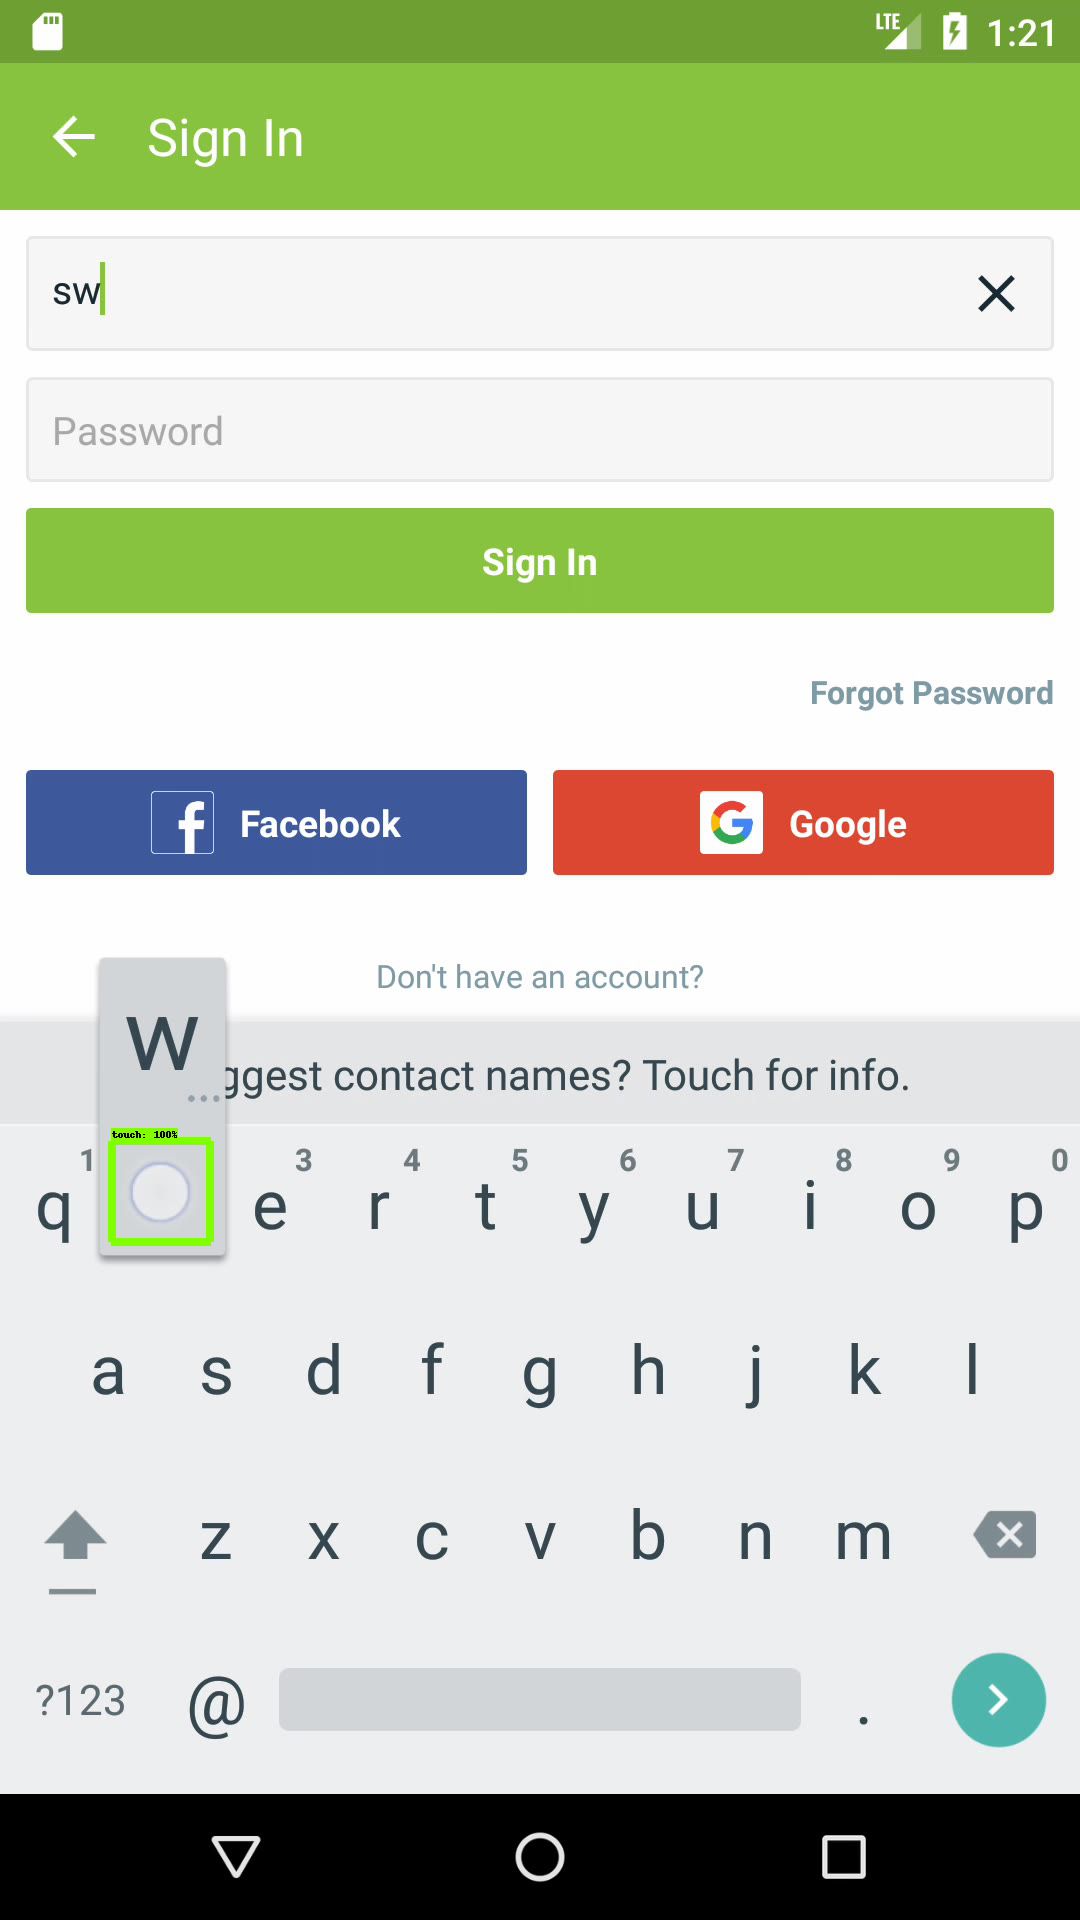 LTE 1:21
Sign In
sw
Password
Sign In
Forgot Password
Facebook Google
Don't have an account?
w
ggest contact names? Touch for info.
touch: 100%
1 3 4 5 6 7 8 9 0
q e r t y u i o p
a s d f g h j k l
z x c v b n m
?123 @ .